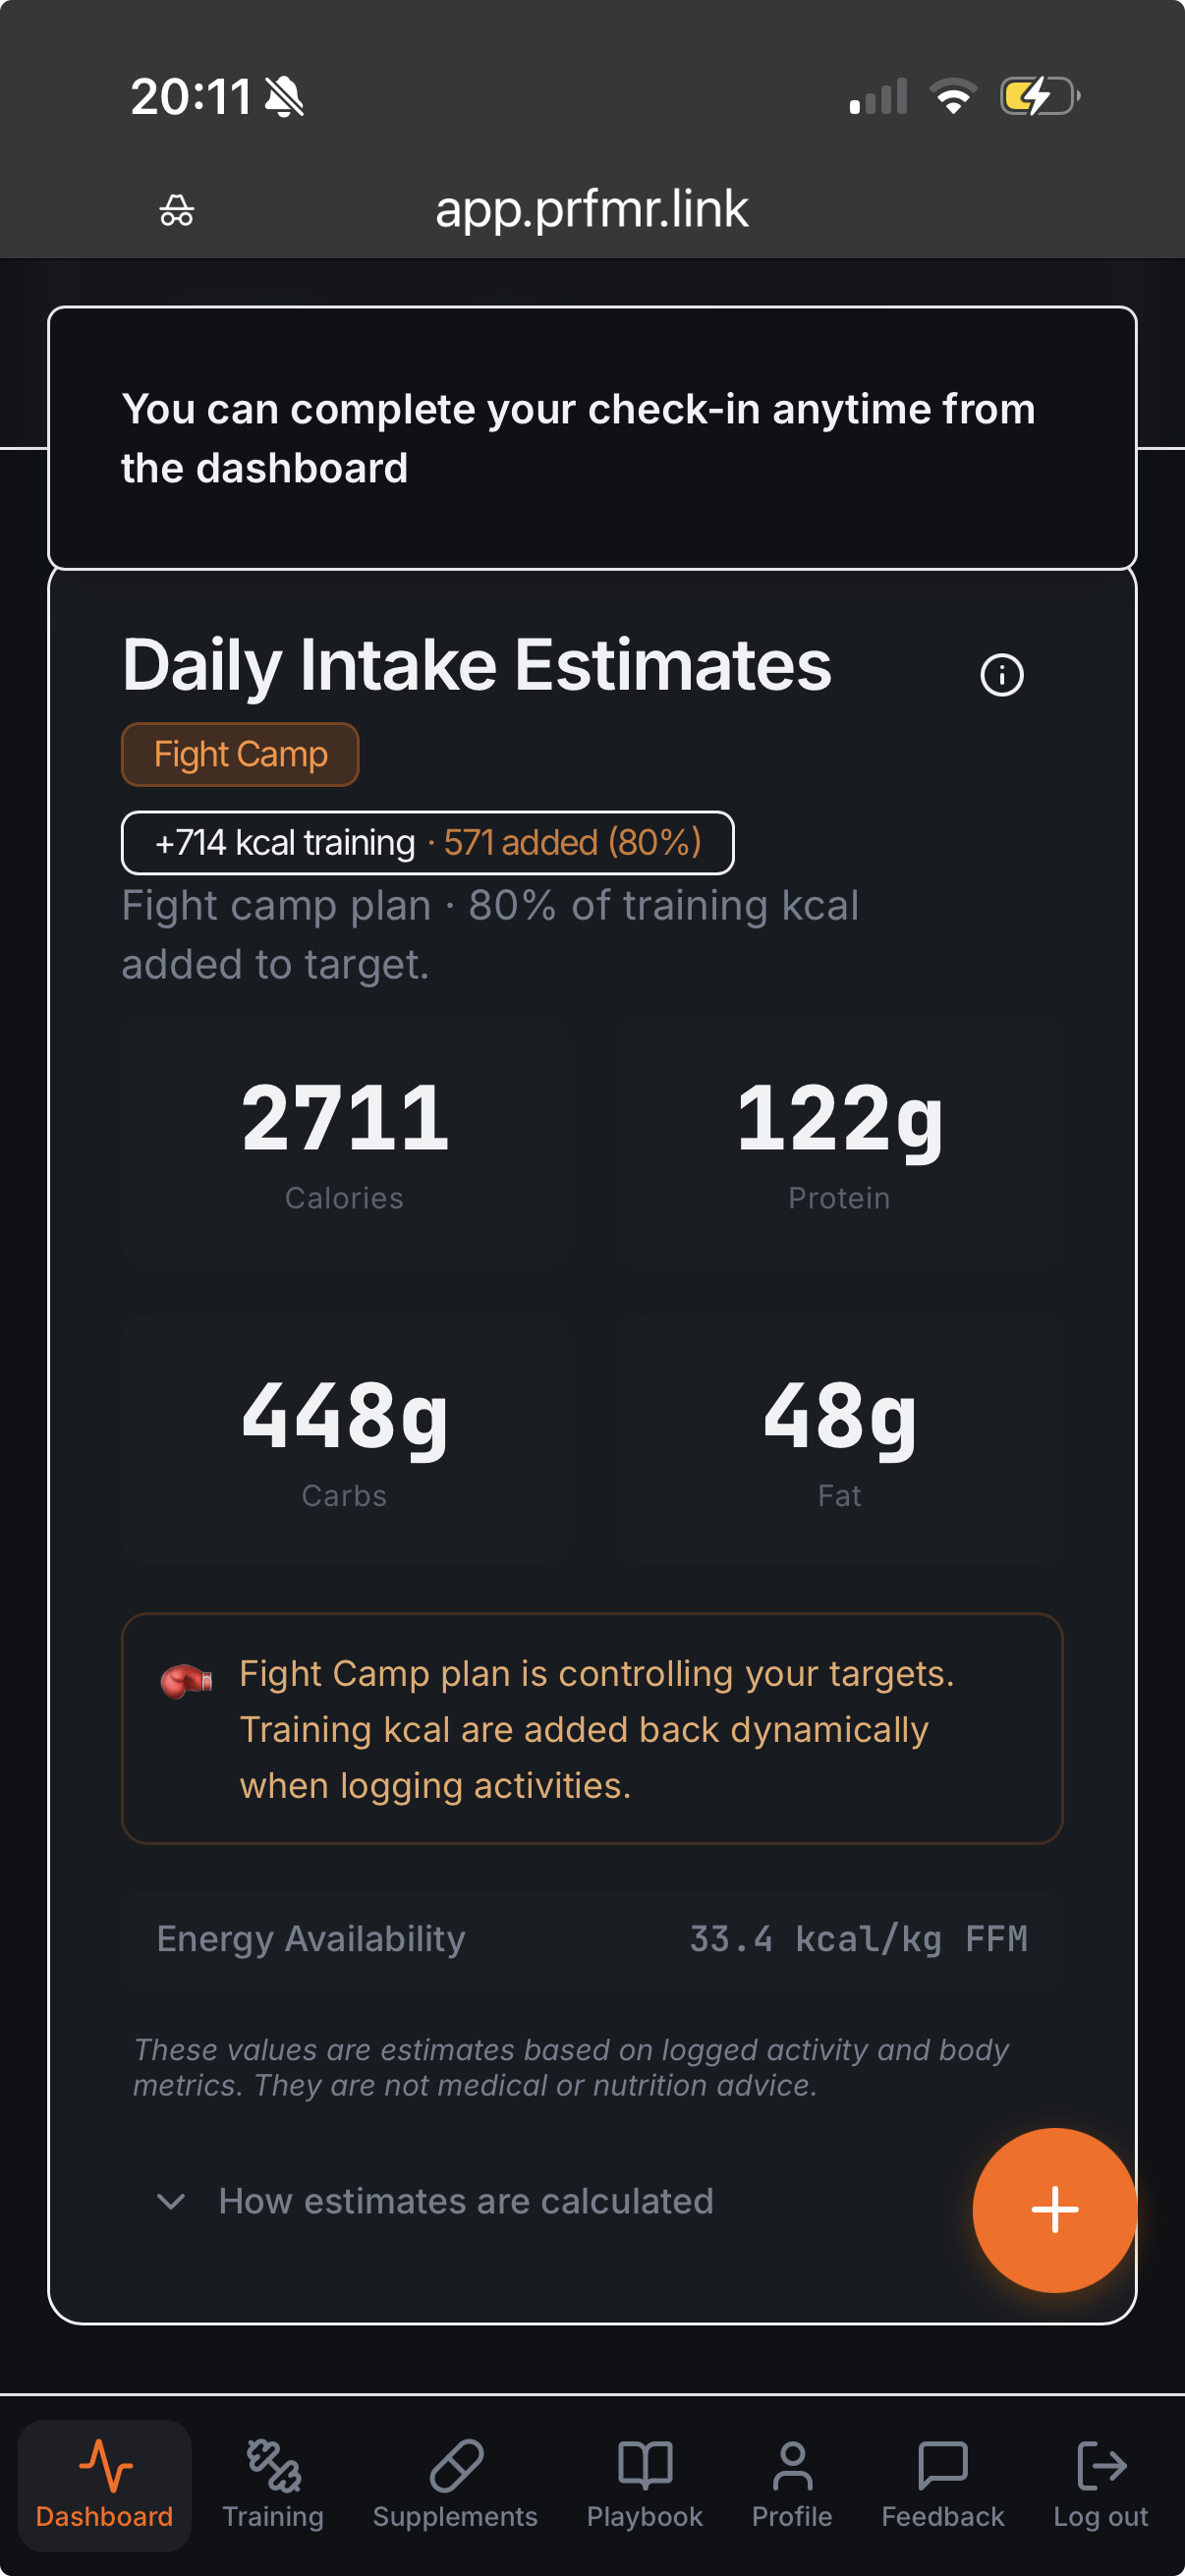 20:11
app.prfmr.link
You can complete your check-in anytime from
the dashboard
Daily Intake Estimates
Fight Camp
+714 kcal training · 571 added (80%)
Fight camp plan · 80% of training kcal
added to target.
2711
Calories
122g
Protein
448g
Carbs
48g
Fat
Fight Camp plan is controlling your targets.
Training kcal are added back dynamically
when logging activities.
Energy Availability
33.4 kcal/kg FFM
These values are estimates based on logged activity and body
metrics. They are not medical or nutrition advice.
How estimates are calculated
Dashboard
Training
Supplements
Playbook
Profile
Feedback
Log out